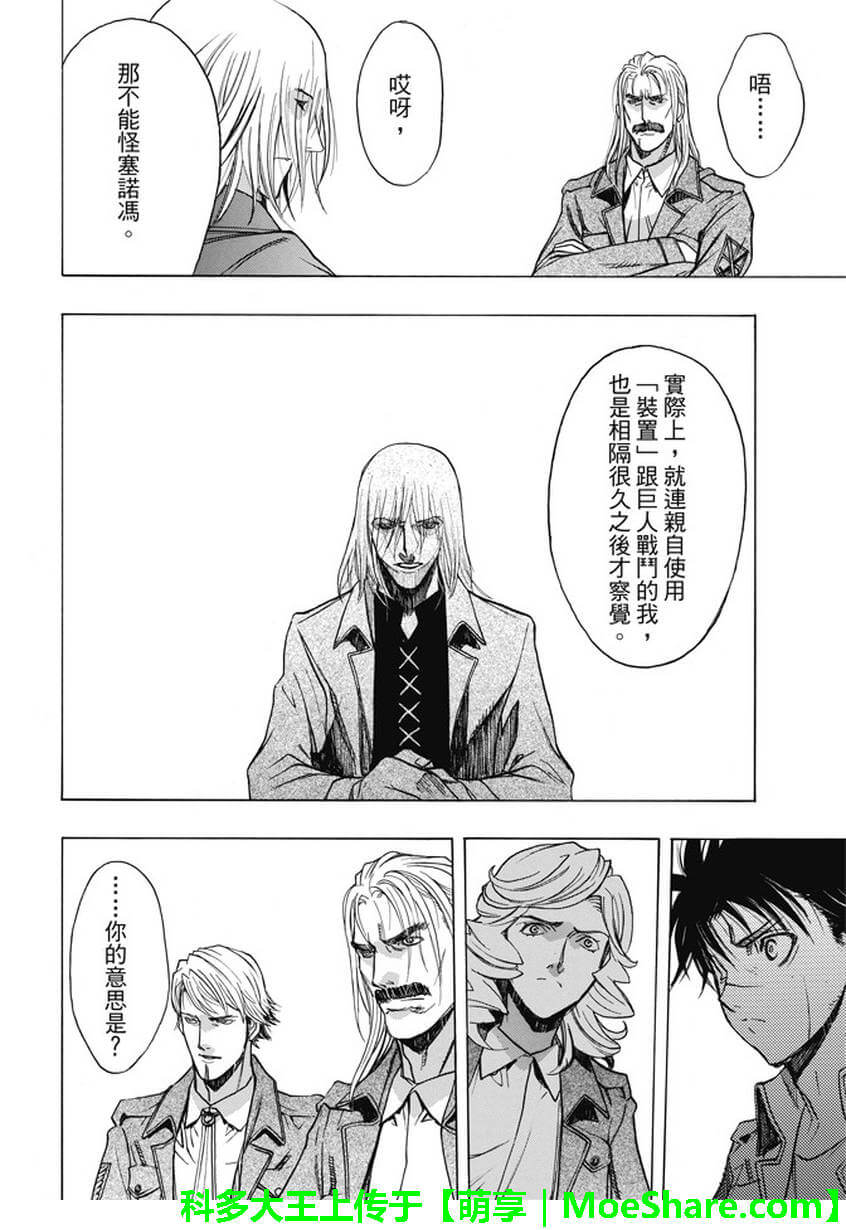 唔……
哎呀，
那不能怪塞諾馮。
實際上，就連親自使用
「裝置」跟巨人戰鬥的我，
也是相隔很久之後才察覺。
……你的意思是？
科多大王上传于【萌享｜MoeShare.com】